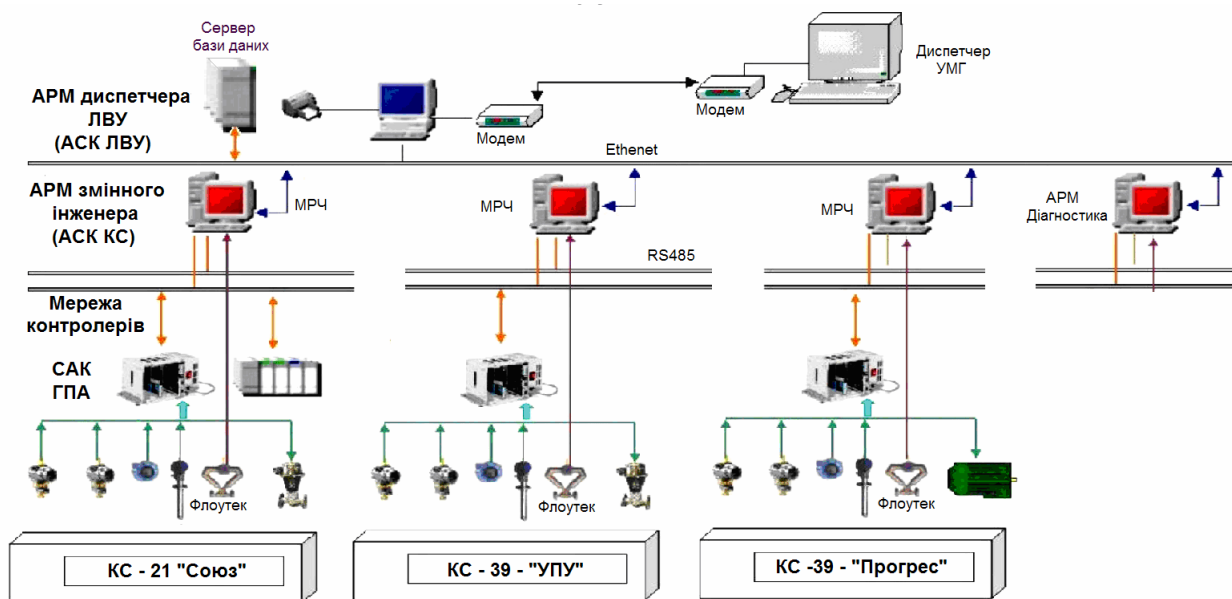 Сервер
бази даних
Диспетчер
УМГ
АРМ диспетчера
ЛВУ
(АСК ЛВУ)
Модем
Модем
Ethenet
АРМ змінного
інженера
(АСК КС)
МРЧ
МРЧ
МРЧ
АРМ
Діагностика
RS485
Мережа
контролерів
САК
ГПА
Флоутек
Флоутек
Флоутек
КС - 21 "Союз"
КС - 39 - "УПУ"
КС -39 - "Прогрес"